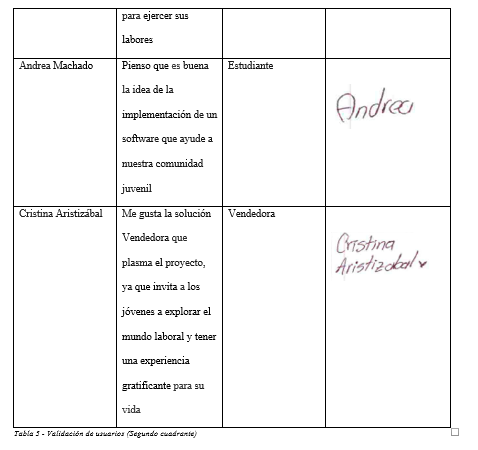 para ejercer sus
labores
Andrea Machado
Pienso que es buena
la idea de la
implementación de un
software que ayude a
nuestra comunidad
juvenil
Estudiante
Andrea
Cristina Aristizábal
Me gusta la solución
Vendedora que
plasma el proyecto,
ya que invita a los
jóvenes a explorar el
mundo laboral y tener
una experiencia
gratificante para su
vida
Vendedora
Cristina
Aristizabal
Tabla 5 - Validación de usuarios (Segundo cuadrante)